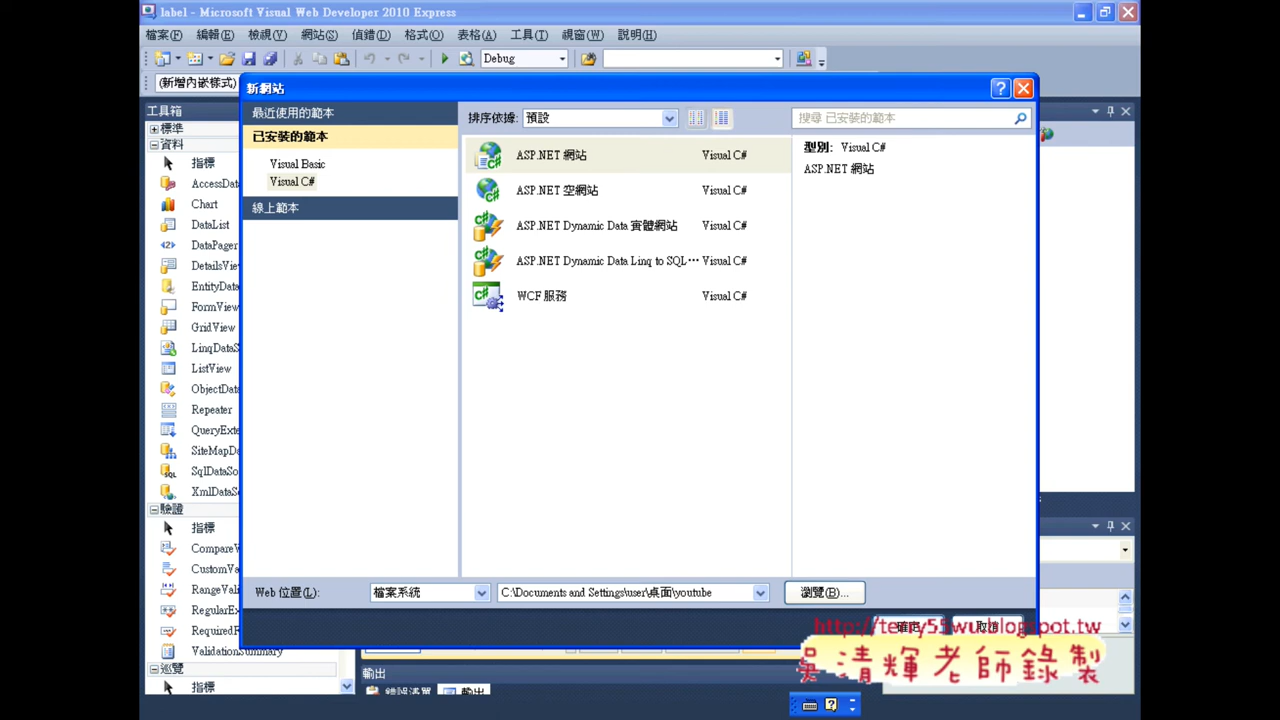 label - Microsoft Visual Web Developer 2010 Express
檔案(F) 編輯(E) 檢視(V) 網站(S) 偵錯(D) 格式(O) 表格(A) 工具(T) 視窗(W) 說明(H)
Debug
(新增內嵌樣式)
新網站
工具箱
標準
資料
指標
AccessData
Chart
DataList
DataPager
DetailsView
EntityData
FormView
GridView
LinqDataS
ListView
ObjectData
Repeater
QueryExte
SiteMapDa
SqlDataSo
XmlDataS
驗證
指標
CompareV
CustomVa
RangeVali
RegularEx
RequiredF
ValidationSummary
巡覽
指標
最近使用的範本
已安裝的範本
Visual Basic
Visual C#
線上範本
排序依據: 預設
ASP.NET 網站 Visual C#
ASP.NET 空網站 Visual C#
ASP.NET Dynamic Data 實體網站 Visual C#
ASP.NET Dynamic Data Linq to SQL… Visual C#
WCF 服務 Visual C#
搜尋 已安裝的範本
型別: Visual C#
ASP.NET 網站
Web 位置(L): 檔案系統 C:\Documents and Settings\user\桌面\youtube 瀏覽(B)...
確定 取消
http://terry55wu.blogspot.tw
吳清輝老師錄製
輸出
錯誤清單 輸出